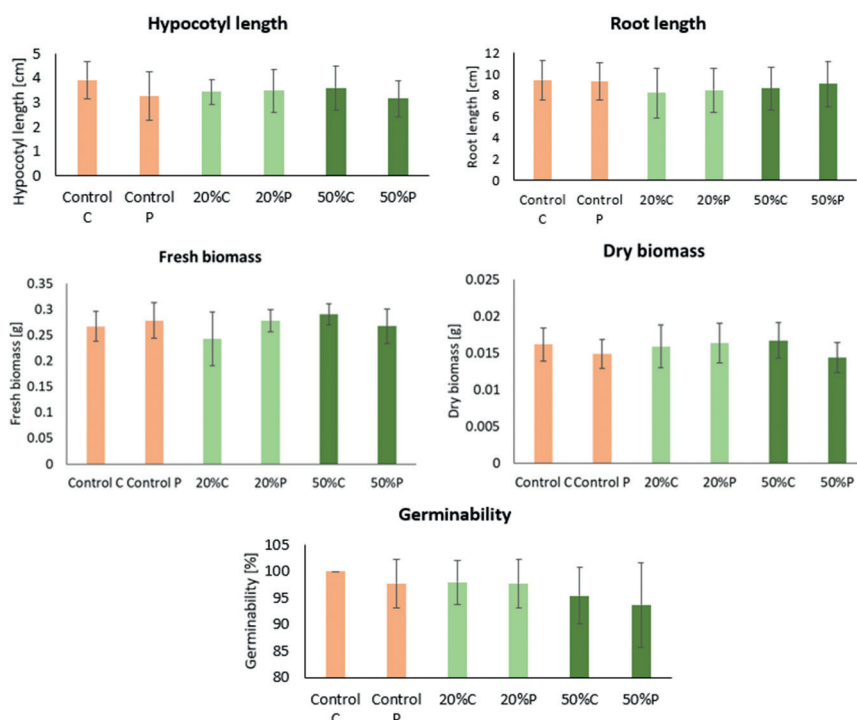 Hypocotyl length
Hypocotyl length [cm]
5
4
3
2
1
0
Control C
Control P
20%C
20%P
50%C
50%P
Root length
Root length [cm]
12
10
8
6
4
2
0
Control C
Control P
20%C
20%P
50%C
50%P
Fresh biomass
Fresh biomass [g]
0.35
0.3
0.25
0.2
0.15
0.1
0.05
0
Control C
Control P
20%C
20%P
50%C
50%P
Dry biomass
Dry biomass [g]
0.025
0.02
0.015
0.01
0.005
0
Control C
Control P
20%C
20%P
50%C
50%P
Germinability
Germinability [%]
105
100
95
90
85
80
Control C
Control P
20%C
20%P
50%C
50%P